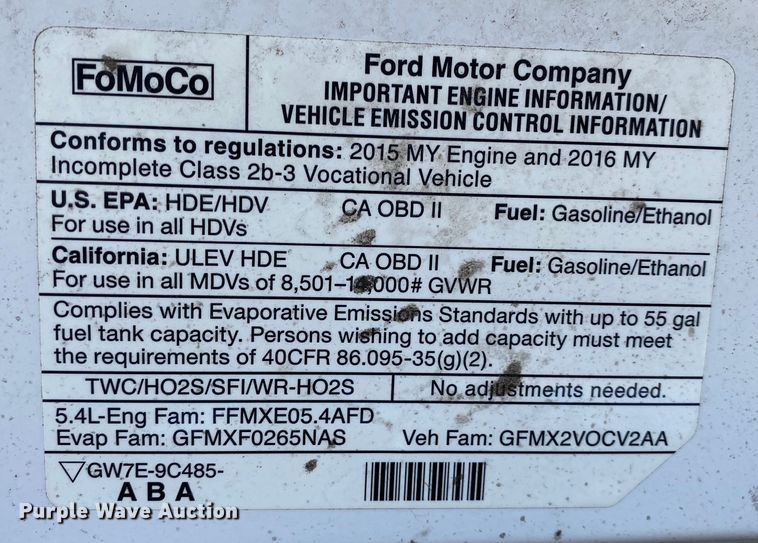 FoMoCo
Ford Motor Company
IMPORTANT ENGINE INFORMATION/
VEHICLE EMISSION CONTROL INFORMATION
Conforms to regulations: 2015 MY Engine and 2016 MY
Incomplete Class 2b-3 Vocational Vehicle
U.S. EPA: HDE/HDV CA OBD II Fuel: Gasoline/Ethanol
For use in all HDVs
California: ULEV HDE CA OBD II Fuel: Gasoline/Ethanol
For use in all MDVs of 8,501–14,000# GVWR
Complies with Evaporative Emissions Standards with up to 55 gal
fuel tank capacity. Persons wishing to add capacity must meet
the requirements of 40CFR 86.095-35(g)(2).
TWC/HO2S/SFI/WR-HO2S No adjustments needed.
5.4L-Eng Fam: FFMXE05.4AFD
Evap Fam: GFMXF0265NAS Veh Fam: GFMX2VOCV2AA
GW7E-9C485-
A B A
Purple Wave Auction